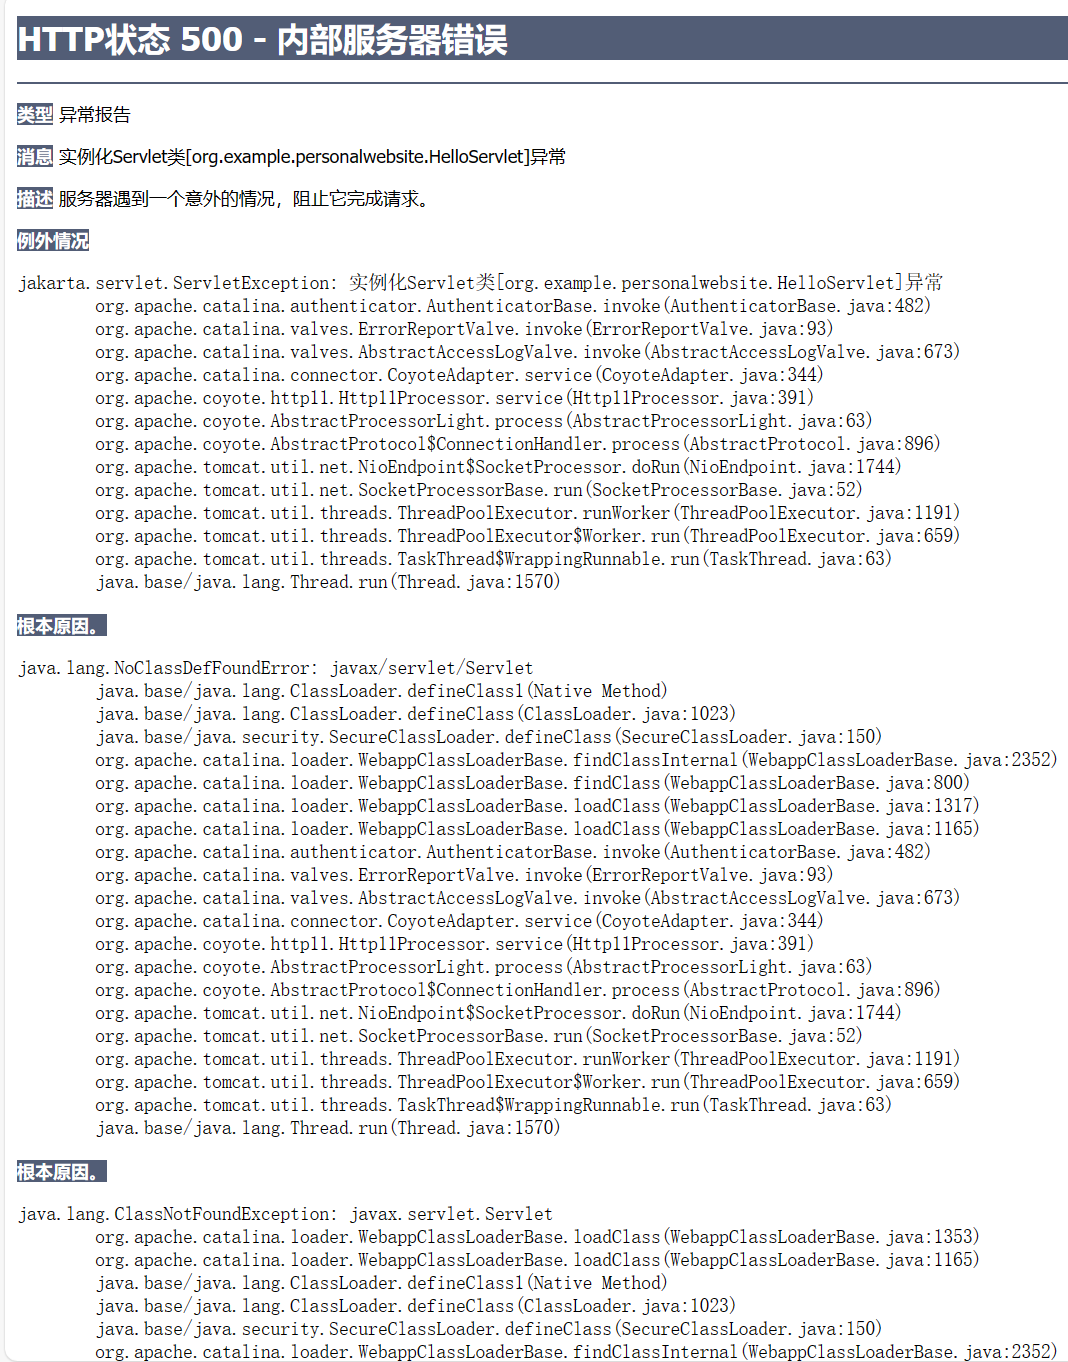 HTTP状态 500 - 内部服务器错误
类型 异常报告
消息 实例化Servlet类[org.example.personalwebsite.HelloServlet]异常
描述 服务器遇到一个意外的情况，阻止它完成请求。
例外情况
jakarta.servlet.ServletException: 实例化Servlet类[org.example.personalwebsite.HelloServlet]异常
org.apache.catalina.authenticator.AuthenticatorBase.invoke(AuthenticatorBase.java:482)
org.apache.catalina.valves.ErrorReportValve.invoke(ErrorReportValve.java:93)
org.apache.catalina.valves.AbstractAccessLogValve.invoke(AbstractAccessLogValve.java:673)
org.apache.catalina.connector.CoyoteAdapter.service(CoyoteAdapter.java:344)
org.apache.coyote.http11.Http11Processor.service(Http11Processor.java:391)
org.apache.coyote.AbstractProcessorLight.process(AbstractProcessorLight.java:63)
org.apache.coyote.AbstractProtocol$ConnectionHandler.process(AbstractProtocol.java:896)
org.apache.tomcat.util.net.NioEndpoint$SocketProcessor.doRun(NioEndpoint.java:1744)
org.apache.tomcat.util.net.SocketProcessorBase.run(SocketProcessorBase.java:52)
org.apache.tomcat.util.threads.ThreadPoolExecutor.runWorker(ThreadPoolExecutor.java:1191)
org.apache.tomcat.util.threads.ThreadPoolExecutor$Worker.run(ThreadPoolExecutor.java:659)
org.apache.tomcat.util.threads.TaskThread$WrappingRunnable.run(TaskThread.java:63)
java.base/java.lang.Thread.run(Thread.java:1570)
根本原因。
java.lang.NoClassDefFoundError: javax/servlet/Servlet
java.base/java.lang.ClassLoader.defineClass1(Native Method)
java.base/java.lang.ClassLoader.defineClass(ClassLoader.java:1023)
java.base/java.security.SecureClassLoader.defineClass(SecureClassLoader.java:150)
org.apache.catalina.loader.WebappClassLoaderBase.findClassInternal(WebappClassLoaderBase.java:2352)
org.apache.catalina.loader.WebappClassLoaderBase.findClass(WebappClassLoaderBase.java:800)
org.apache.catalina.loader.WebappClassLoaderBase.loadClass(WebappClassLoaderBase.java:1317)
org.apache.catalina.loader.WebappClassLoaderBase.loadClass(WebappClassLoaderBase.java:1165)
org.apache.catalina.authenticator.AuthenticatorBase.invoke(AuthenticatorBase.java:482)
org.apache.catalina.valves.ErrorReportValve.invoke(ErrorReportValve.java:93)
org.apache.catalina.valves.AbstractAccessLogValve.invoke(AbstractAccessLogValve.java:673)
org.apache.catalina.connector.CoyoteAdapter.service(CoyoteAdapter.java:344)
org.apache.coyote.http11.Http11Processor.service(Http11Processor.java:391)
org.apache.coyote.AbstractProcessorLight.process(AbstractProcessorLight.java:63)
org.apache.coyote.AbstractProtocol$ConnectionHandler.process(AbstractProtocol.java:896)
org.apache.tomcat.util.net.NioEndpoint$SocketProcessor.doRun(NioEndpoint.java:1744)
org.apache.tomcat.util.net.SocketProcessorBase.run(SocketProcessorBase.java:52)
org.apache.tomcat.util.threads.ThreadPoolExecutor.runWorker(ThreadPoolExecutor.java:1191)
org.apache.tomcat.util.threads.ThreadPoolExecutor$Worker.run(ThreadPoolExecutor.java:659)
org.apache.tomcat.util.threads.TaskThread$WrappingRunnable.run(TaskThread.java:63)
java.base/java.lang.Thread.run(Thread.java:1570)
根本原因。
java.lang.ClassNotFoundException: javax.servlet.Servlet
org.apache.catalina.loader.WebappClassLoaderBase.loadClass(WebappClassLoaderBase.java:1353)
org.apache.catalina.loader.WebappClassLoaderBase.loadClass(WebappClassLoaderBase.java:1165)
java.base/java.lang.ClassLoader.defineClass1(Native Method)
java.base/java.lang.ClassLoader.defineClass(ClassLoader.java:1023)
java.base/java.security.SecureClassLoader.defineClass(SecureClassLoader.java:150)
org.apache.catalina.loader.WebappClassLoaderBase.findClassInternal(WebappClassLoaderBase.java:2352)